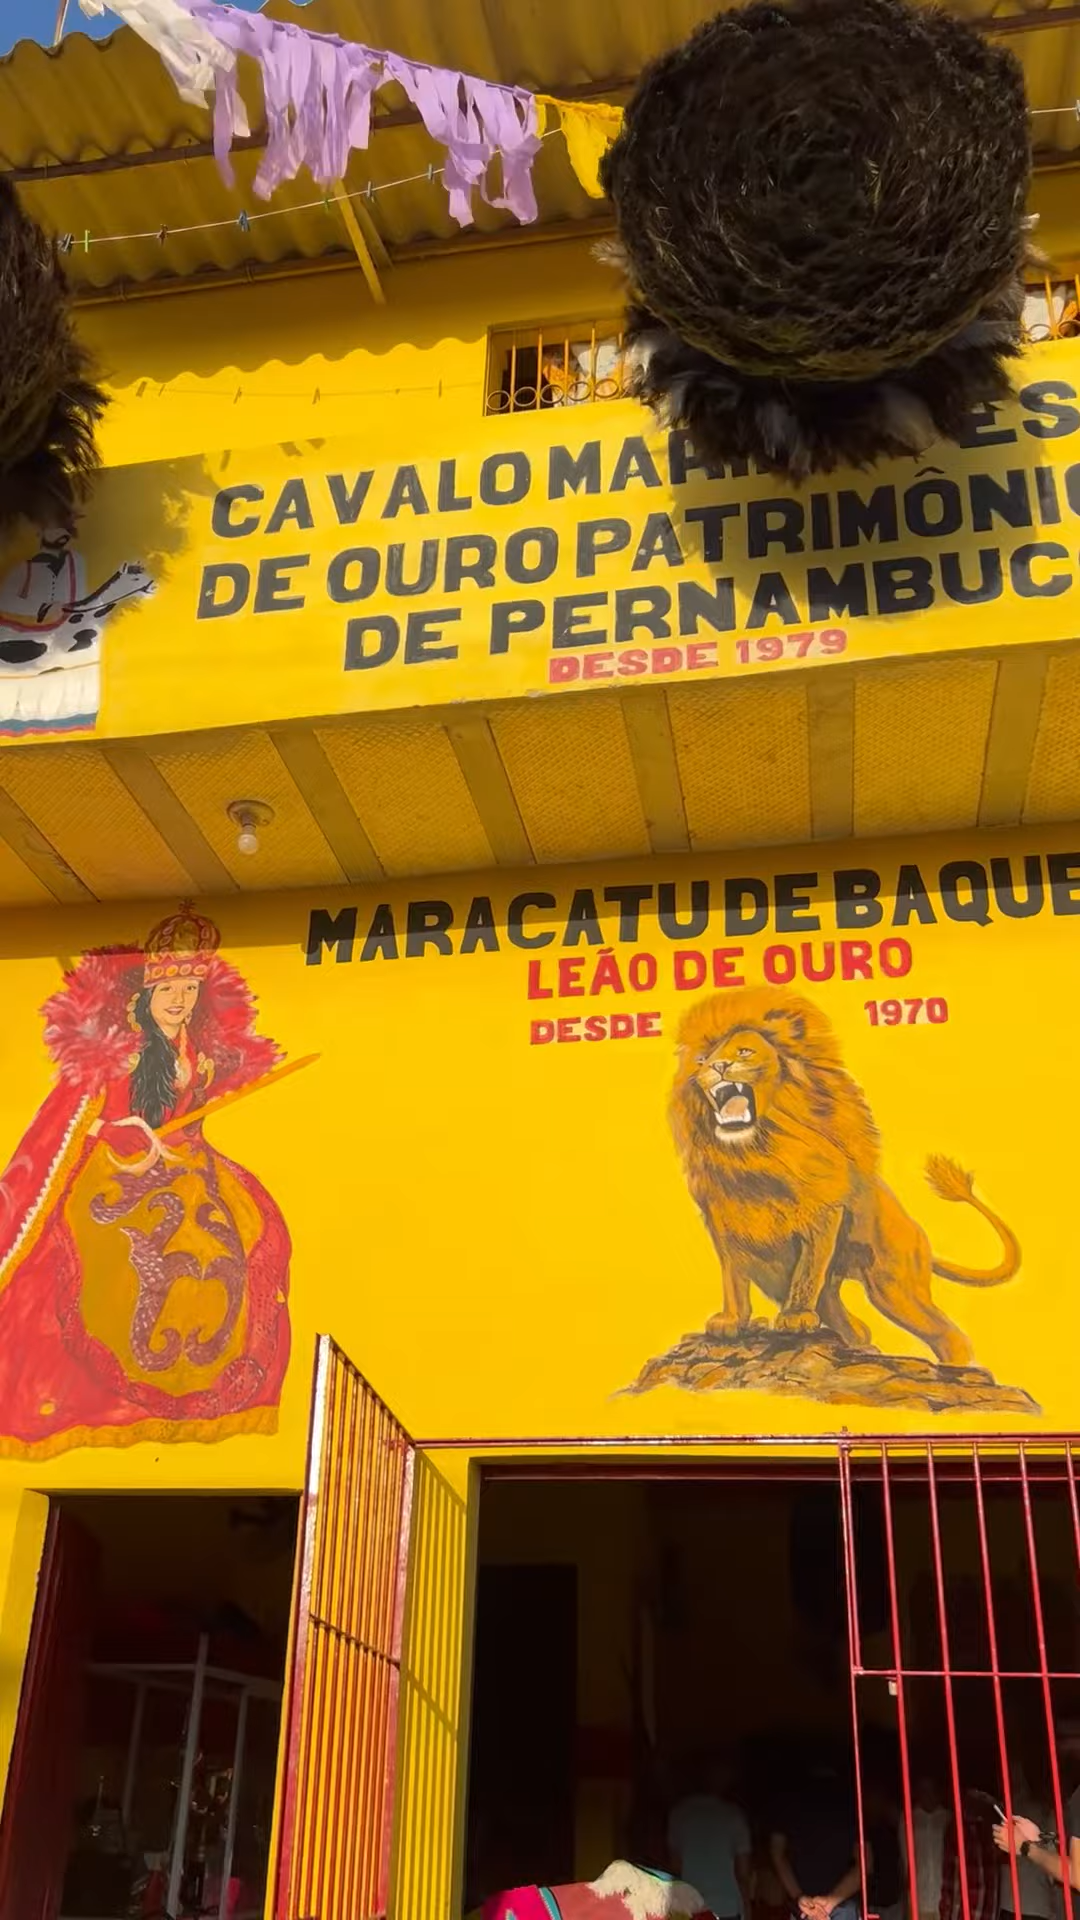 CAVALO MAR
DE OURO PATRIMÔNI
DE PERNAMBUC
DESDE 1979
MARACATU DE BAQUE
LEÃO DE OURO
DESDE 1970